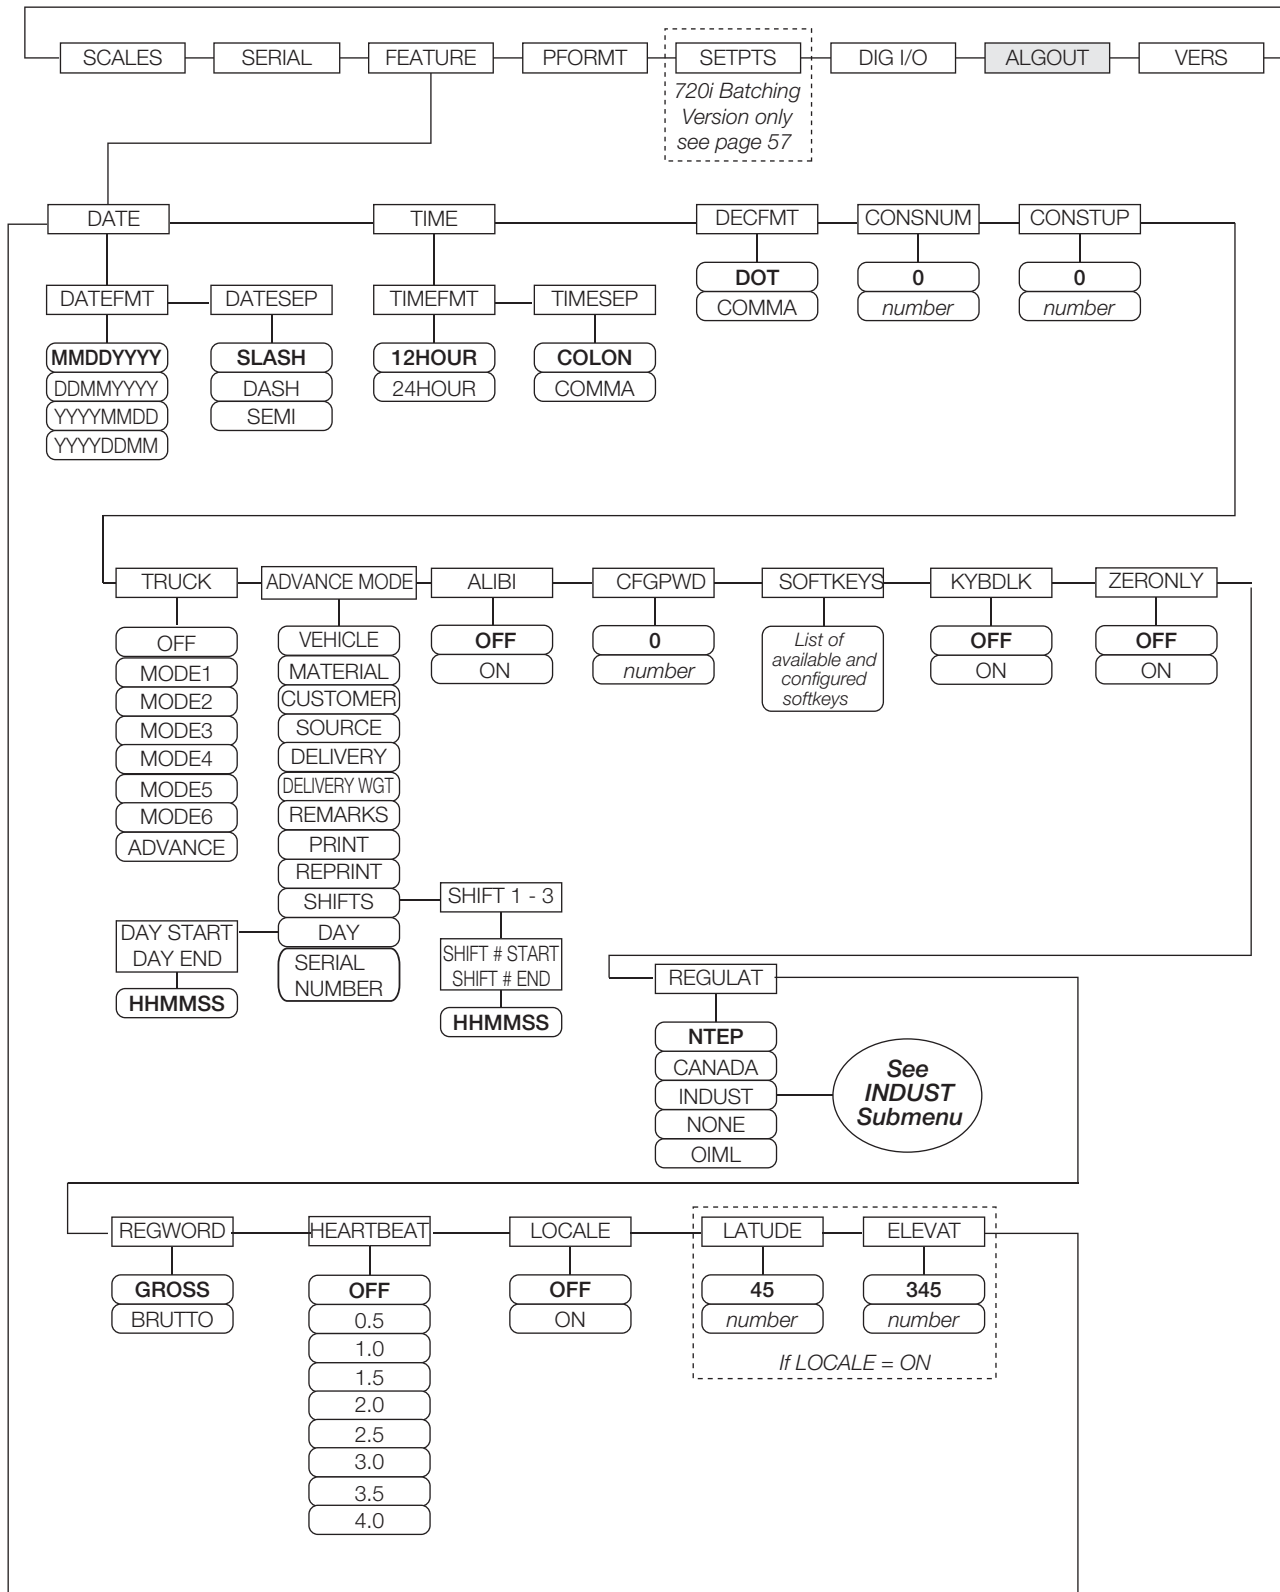 SCALES SERIAL FEATURE PFORMT SETPTS DIG I/O ALGOUT VERS
720i Batching
Version only
see page 57
DATE TIME DECFMT CONSNUM CONSTUP
DOT 0 0
COMMA number number
DATEFMT DATESEP TIMEFMT TIMESEP
MMDDYYYY SLASH 12HOUR COLON
DDMMYYYY DASH 24HOUR COMMA
YYYYMMDD SEMI
YYYYDDMM
TRUCK ADVANCE MODE ALIBI CFGPWD SOFTKEYS KYBDLK ZERONLY
OFF
MODE1
MODE2
MODE3
MODE4
MODE5
MODE6
ADVANCE
VEHICLE
MATERIAL
CUSTOMER
SOURCE
DELIVERY
DELIVERY WGT
REMARKS
PRINT
REPRINT
SHIFTS
DAY
SERIAL
NUMBER
OFF
ON
0
number
List of
available and
configured
softkeys
OFF
ON
OFF
ON
DAY START
DAY END
HHMMSS
SHIFT 1 - 3
SHIFT # START
SHIFT # END
HHMMSS
REGULAT
NTEP
CANADA
INDUST
NONE
OIML
See
INDUST
Submenu
REGWORD HEARTBEAT LOCALE LATUDE ELEVAT
GROSS
BRUTTO
OFF
0.5
1.0
1.5
2.0
2.5
3.0
3.5
4.0
OFF
ON
45
number
345
number
If LOCALE = ON